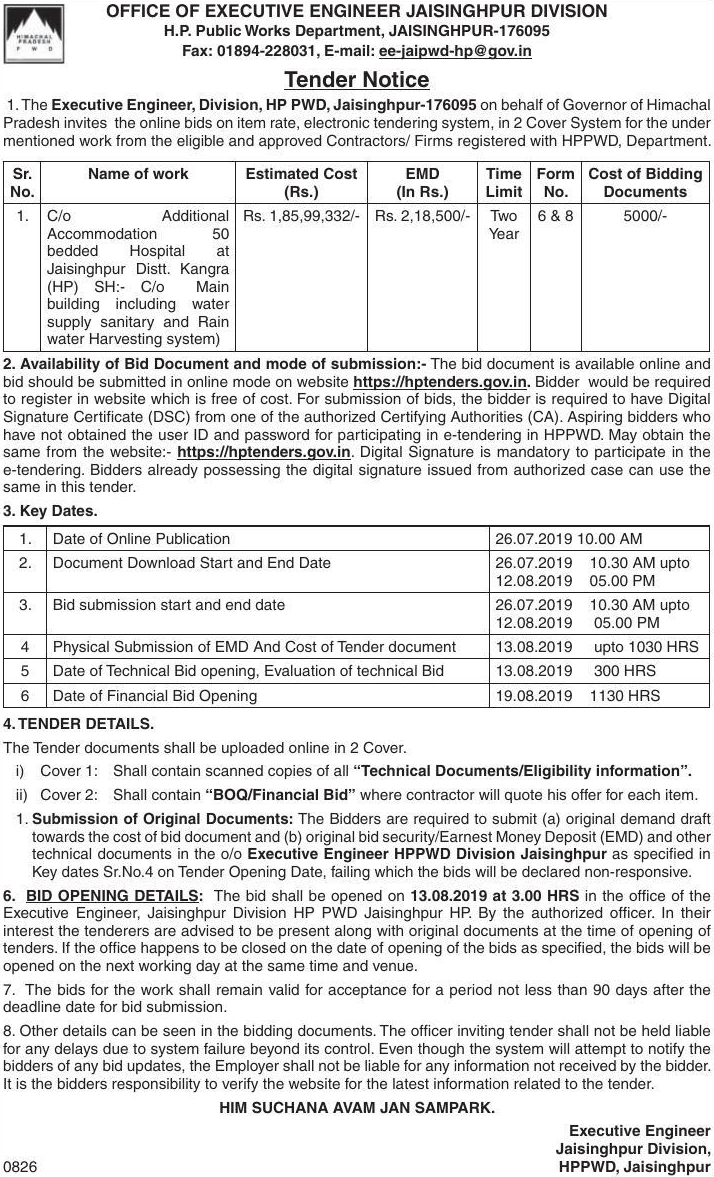 HIMACHAL
PRADESH
P W D
OFFICE OF EXECUTIVE ENGINEER JAISINGHPUR DIVISION
H.P. Public Works Department, JAISINGHPUR-176095
Fax: 01894-228031, E-mail: ee-jaipwd-hp@gov.in
Tender Notice
1. The Executive Engineer, Division, HP PWD, Jaisinghpur-176095 on behalf of Governor of Himachal
Pradesh invites the online bids on item rate, electronic tendering system, in 2 Cover System for the under
mentioned work from the eligible and approved Contractors/ Firms registered with HPPWD, Department.
Sr. No. Name of work Estimated Cost (Rs.) EMD (In Rs.) Time Limit Form No. Cost of Bidding Documents
1. C/o Additional Rs. 1,85,99,332/- Rs. 2,18,500/- Two 6 & 8 5000/-
Accommodation 50 Year
bedded Hospital at
Jaisinghpur Distt. Kangra
(HP) SH:- C/o Main
building including water
supply sanitary and Rain
water Harvesting system)
2. Availability of Bid Document and mode of submission:- The bid document is available online and
bid should be submitted in online mode on website https://hptenders.gov.in. Bidder would be required
to register in website which is free of cost. For submission of bids, the bidder is required to have Digital
Signature Certificate (DSC) from one of the authorized Certifying Authorities (CA). Aspiring bidders who
have not obtained the user ID and password for participating in e-tendering in HPPWD. May obtain the
same from the website:- https://hptenders.gov.in. Digital Signature is mandatory to participate in the
e-tendering. Bidders already possessing the digital signature issued from authorized case can use the
same in this tender.
3. Key Dates.
1. Date of Online Publication 26.07.2019 10.00 AM
2. Document Download Start and End Date 26.07.2019 10.30 AM upto
12.08.2019 05.00 PM
3. Bid submission start and end date 26.07.2019 10.30 AM upto
12.08.2019 05.00 PM
4 Physical Submission of EMD And Cost of Tender document 13.08.2019 upto 1030 HRS
5 Date of Technical Bid opening, Evaluation of technical Bid 13.08.2019 300 HRS
6 Date of Financial Bid Opening 19.08.2019 1130 HRS
4. TENDER DETAILS.
The Tender documents shall be uploaded online in 2 Cover.
i) Cover 1: Shall contain scanned copies of all “Technical Documents/Eligibility information”.
ii) Cover 2: Shall contain “BOQ/Financial Bid” where contractor will quote his offer for each item.
1. Submission of Original Documents: The Bidders are required to submit (a) original demand draft
towards the cost of bid document and (b) original bid security/Earnest Money Deposit (EMD) and other
technical documents in the o/o Executive Engineer HPPWD Division Jaisinghpur as specified in
Key dates Sr.No.4 on Tender Opening Date, failing which the bids will be declared non-responsive.
6. BID OPENING DETAILS: The bid shall be opened on 13.08.2019 at 3.00 HRS in the office of the
Executive Engineer, Jaisinghpur Division HP PWD Jaisinghpur HP. By the authorized officer. In their
interest the tenderers are advised to be present along with original documents at the time of opening of
tenders. If the office happens to be closed on the date of opening of the bids as specified, the bids will be
opened on the next working day at the same time and venue.
7. The bids for the work shall remain valid for acceptance for a period not less than 90 days after the
deadline date for bid submission.
8. Other details can be seen in the bidding documents. The officer inviting tender shall not be held liable
for any delays due to system failure beyond its control. Even though the system will attempt to notify the
bidders of any bid updates, the Employer shall not be liable for any information not received by the bidder.
It is the bidders responsibility to verify the website for the latest information related to the tender.
HIM SUCHANA AVAM JAN SAMPARK.
Executive Engineer
Jaisinghpur Division,
0826 HPPWD, Jaisinghpur